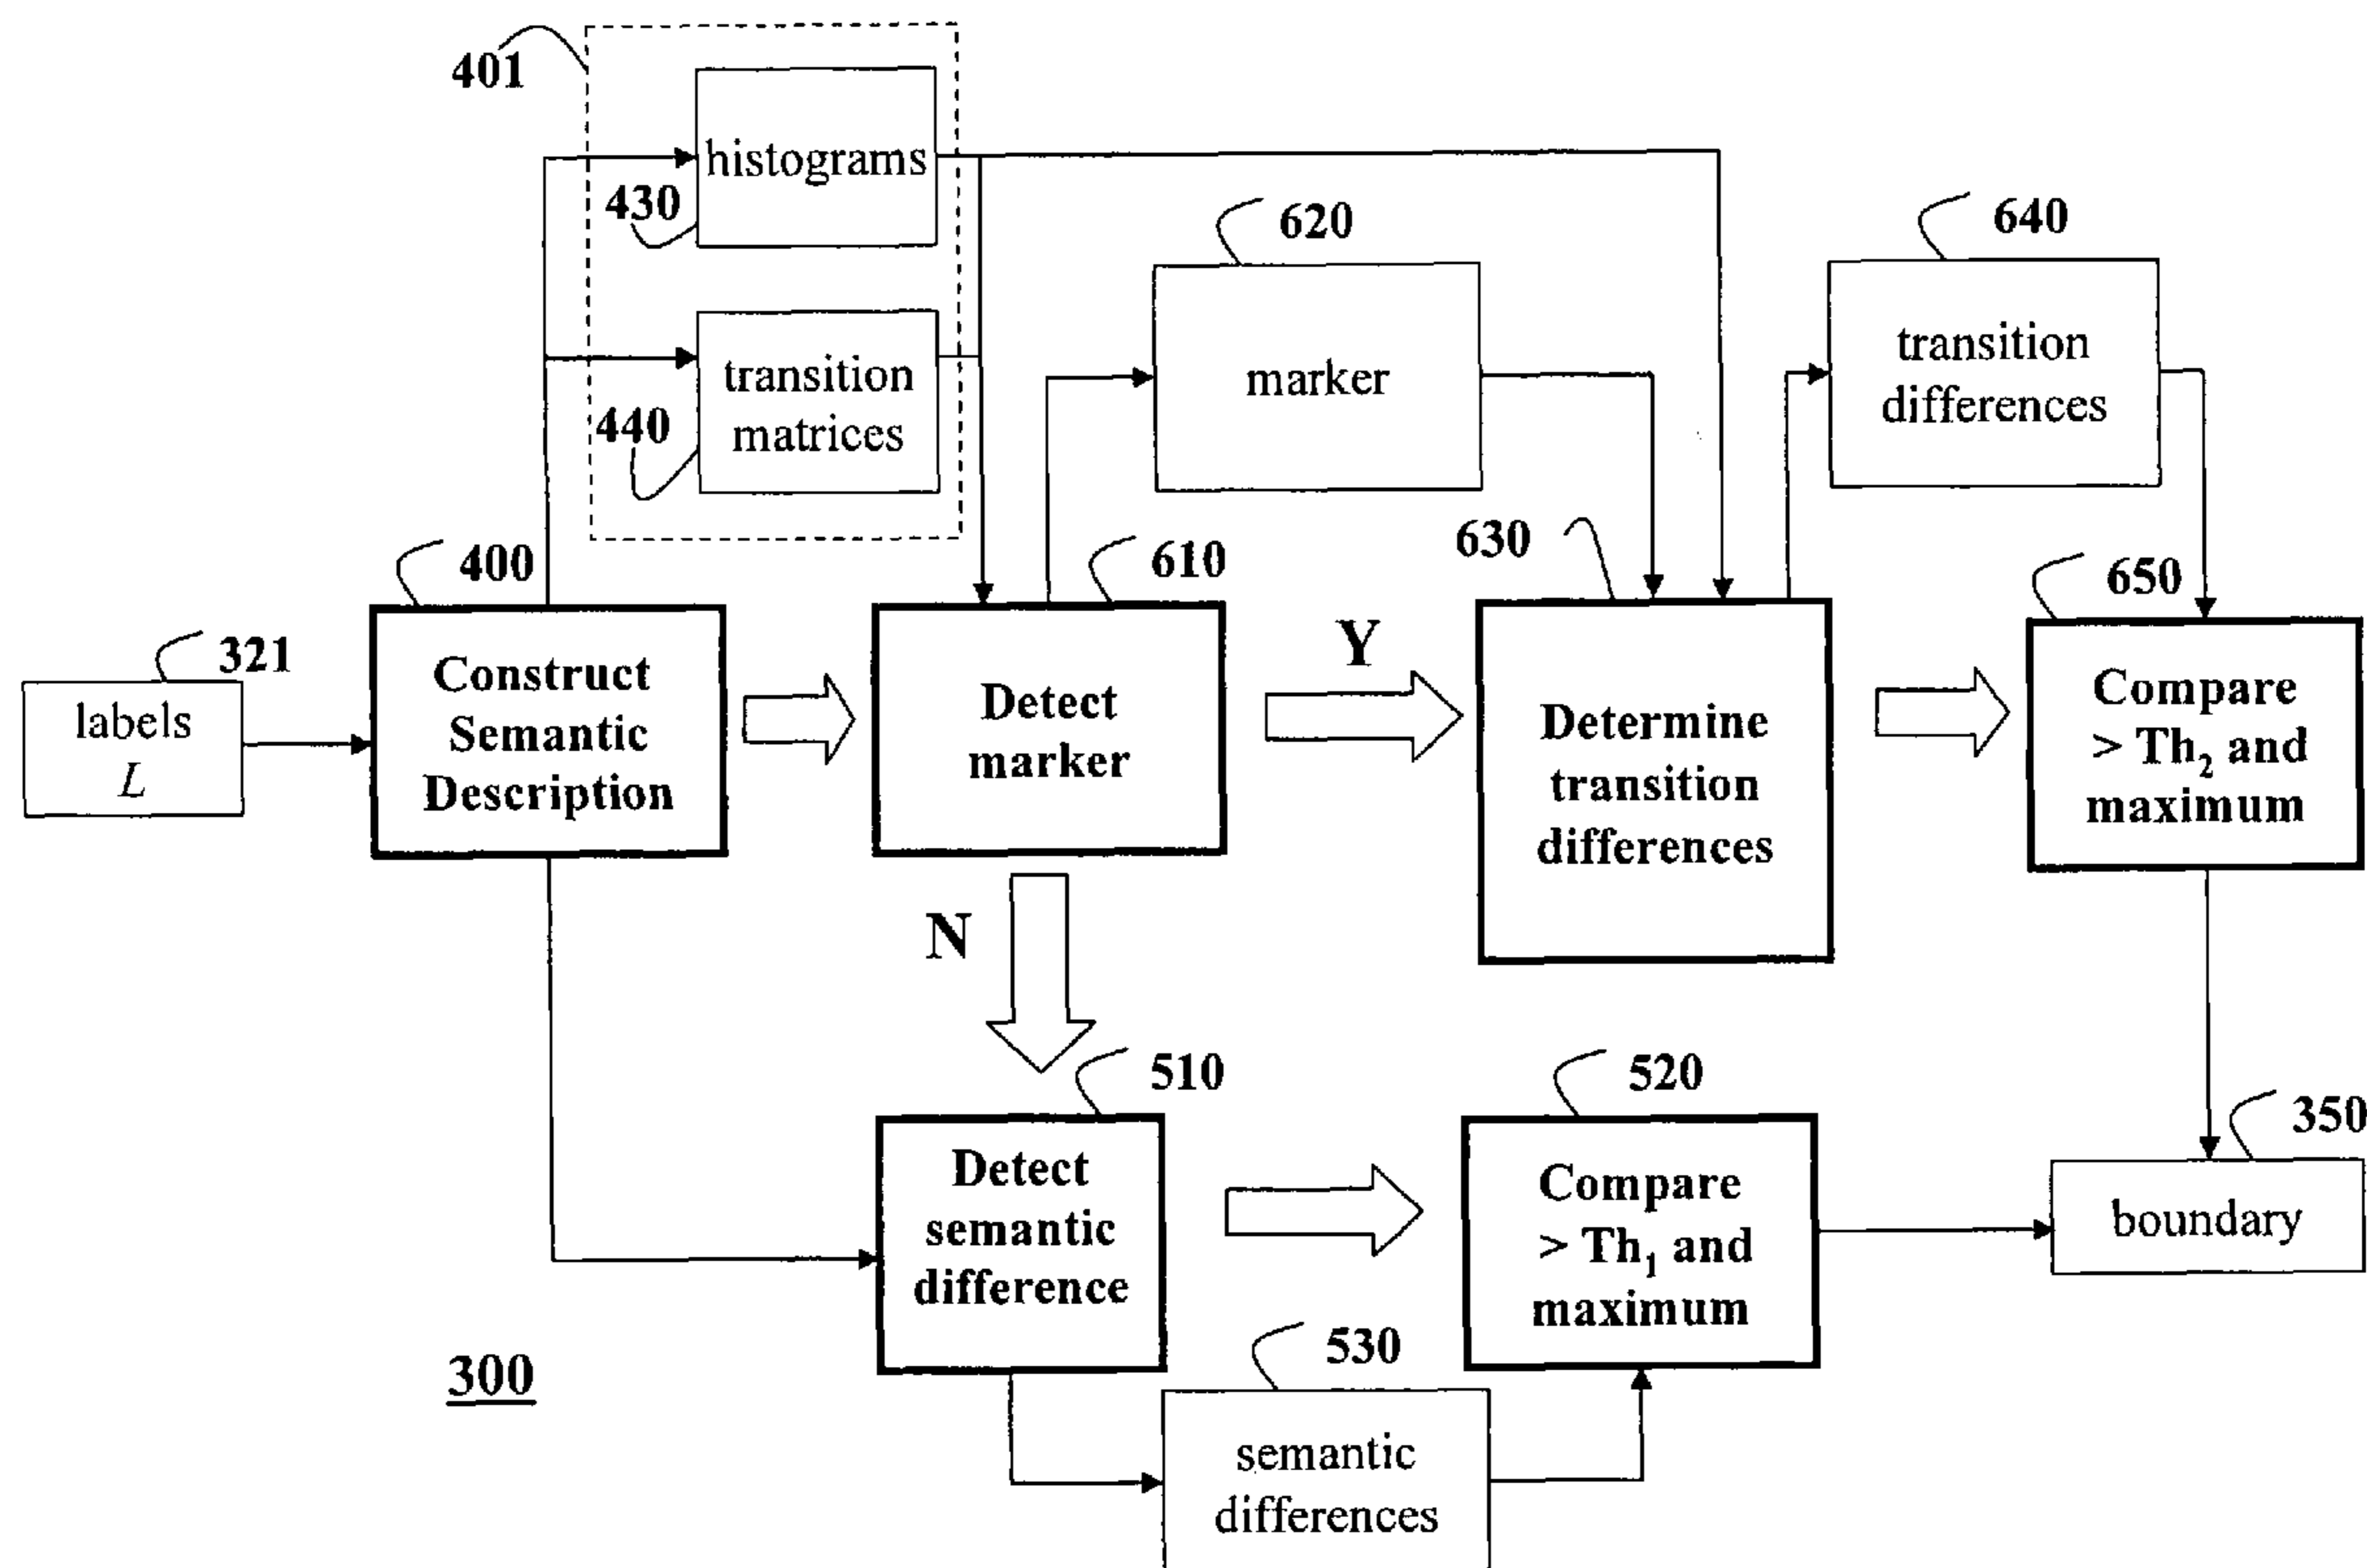 401
histograms
430
620
640
transition
matrices
440
marker
transition
differences
400
610
630
650
321
labels
L
Construct
Semantic
Description
Detect
marker
Y
Determine
transition
differences
Compare
> Th2 and
maximum
N
510
520
350
Detect
semantic
difference
Compare
> Th1 and
maximum
boundary
300
530
semantic
differences